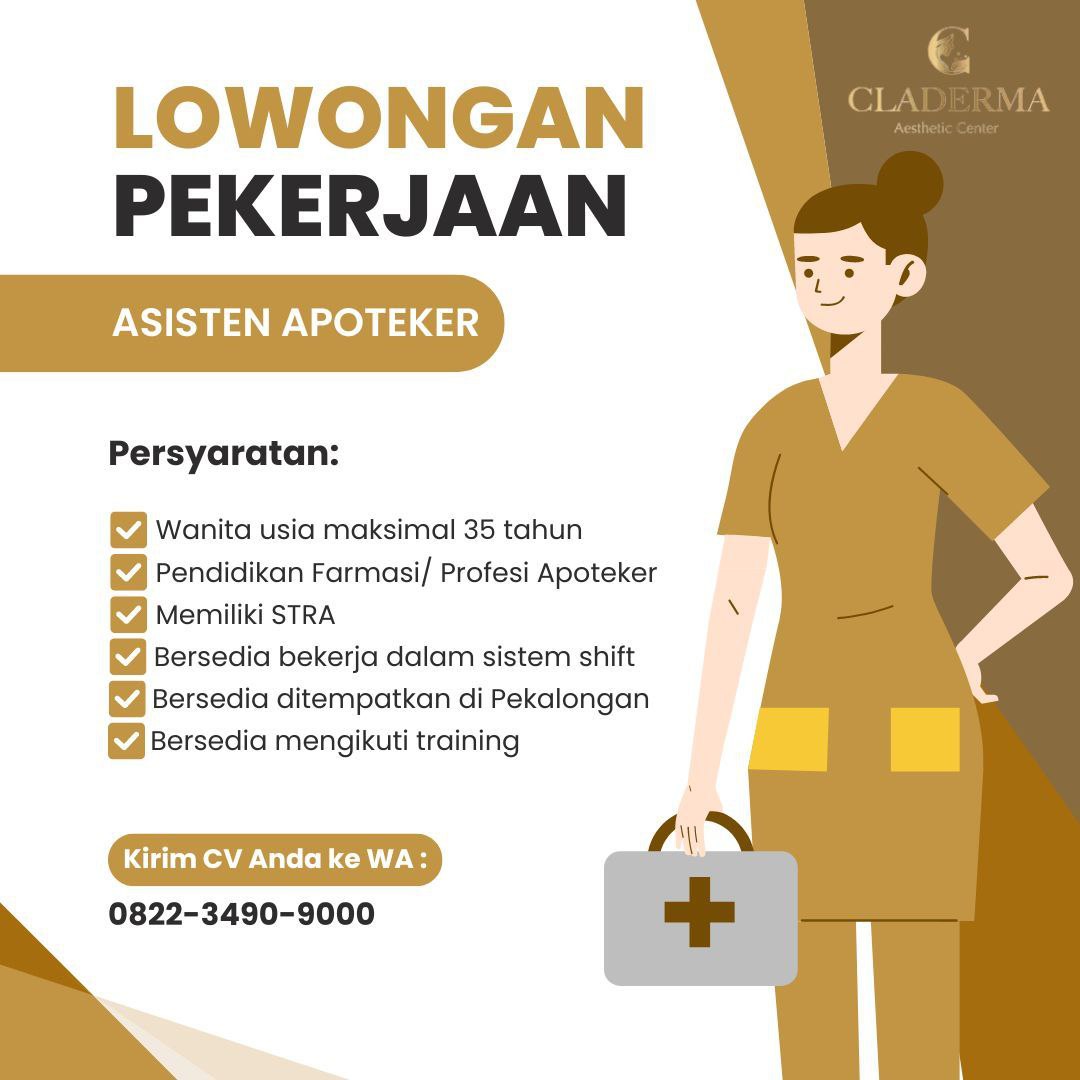 CLADERMA
Aesthetic Center
LOWONGAN
PEKERJAAN
ASISTEN APOTEKER
Persyaratan:
Wanita usia maksimal 35 tahun
Pendidikan Farmasi/ Profesi Apoteker
Memiliki STRA
Bersedia bekerja dalam sistem shift
Bersedia ditempatkan di Pekalongan
Bersedia mengikuti training
Kirim CV Anda ke WA :
0822-3490-9000